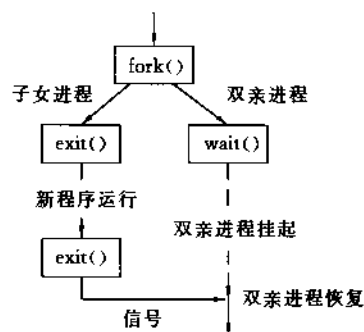 fork()
子女进程
双亲进程
exit()
wait()
新程序运行
双亲进程挂起
exit()
双亲进程恢复
信号